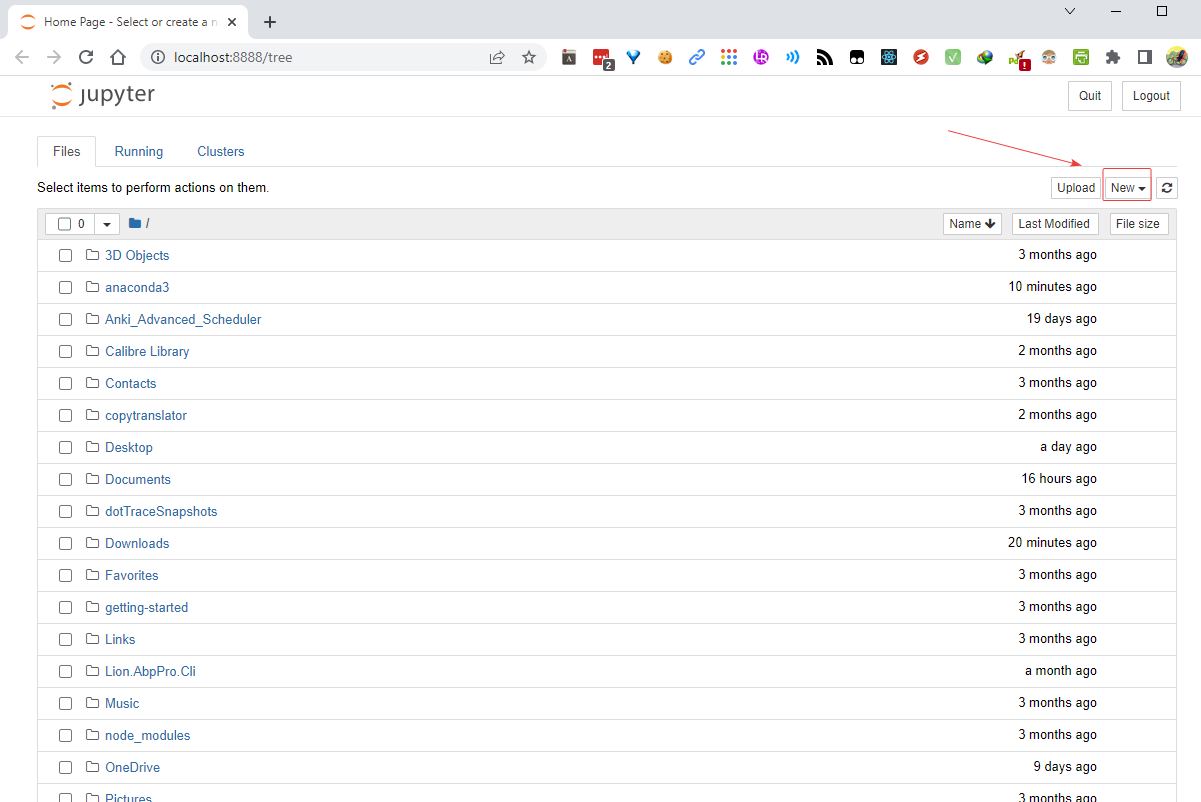 Home Page - Select or create a n
localhost:8888/tree
2
jupyter
Quit
Logout
Files
Running
Clusters
Select items to perform actions on them.
Upload
New
0
/
Name
Last Modified
File size
3D Objects 3 months ago
anaconda3 10 minutes ago
Anki_Advanced_Scheduler 19 days ago
Calibre Library 2 months ago
Contacts 3 months ago
copytranslator 2 months ago
Desktop a day ago
Documents 16 hours ago
dotTraceSnapshots 3 months ago
Downloads 20 minutes ago
Favorites 3 months ago
getting-started 3 months ago
Links 3 months ago
Lion.AbpPro.Cli a month ago
Music 3 months ago
node_modules 3 months ago
OneDrive 9 days ago
Pictures 3 months ago